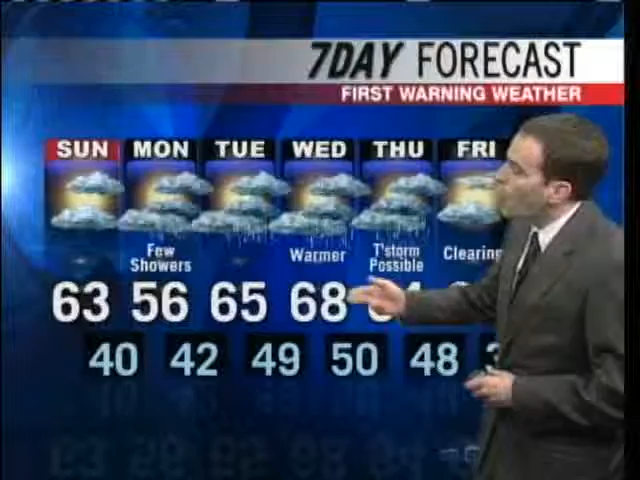 7DAY FORECAST
FIRST WARNING WEATHER
SUN MON TUE WED THU FRI
Few Showers
Warmer
T'storm Possible
Clearing
63 56 65 68
40 42 49 50 48